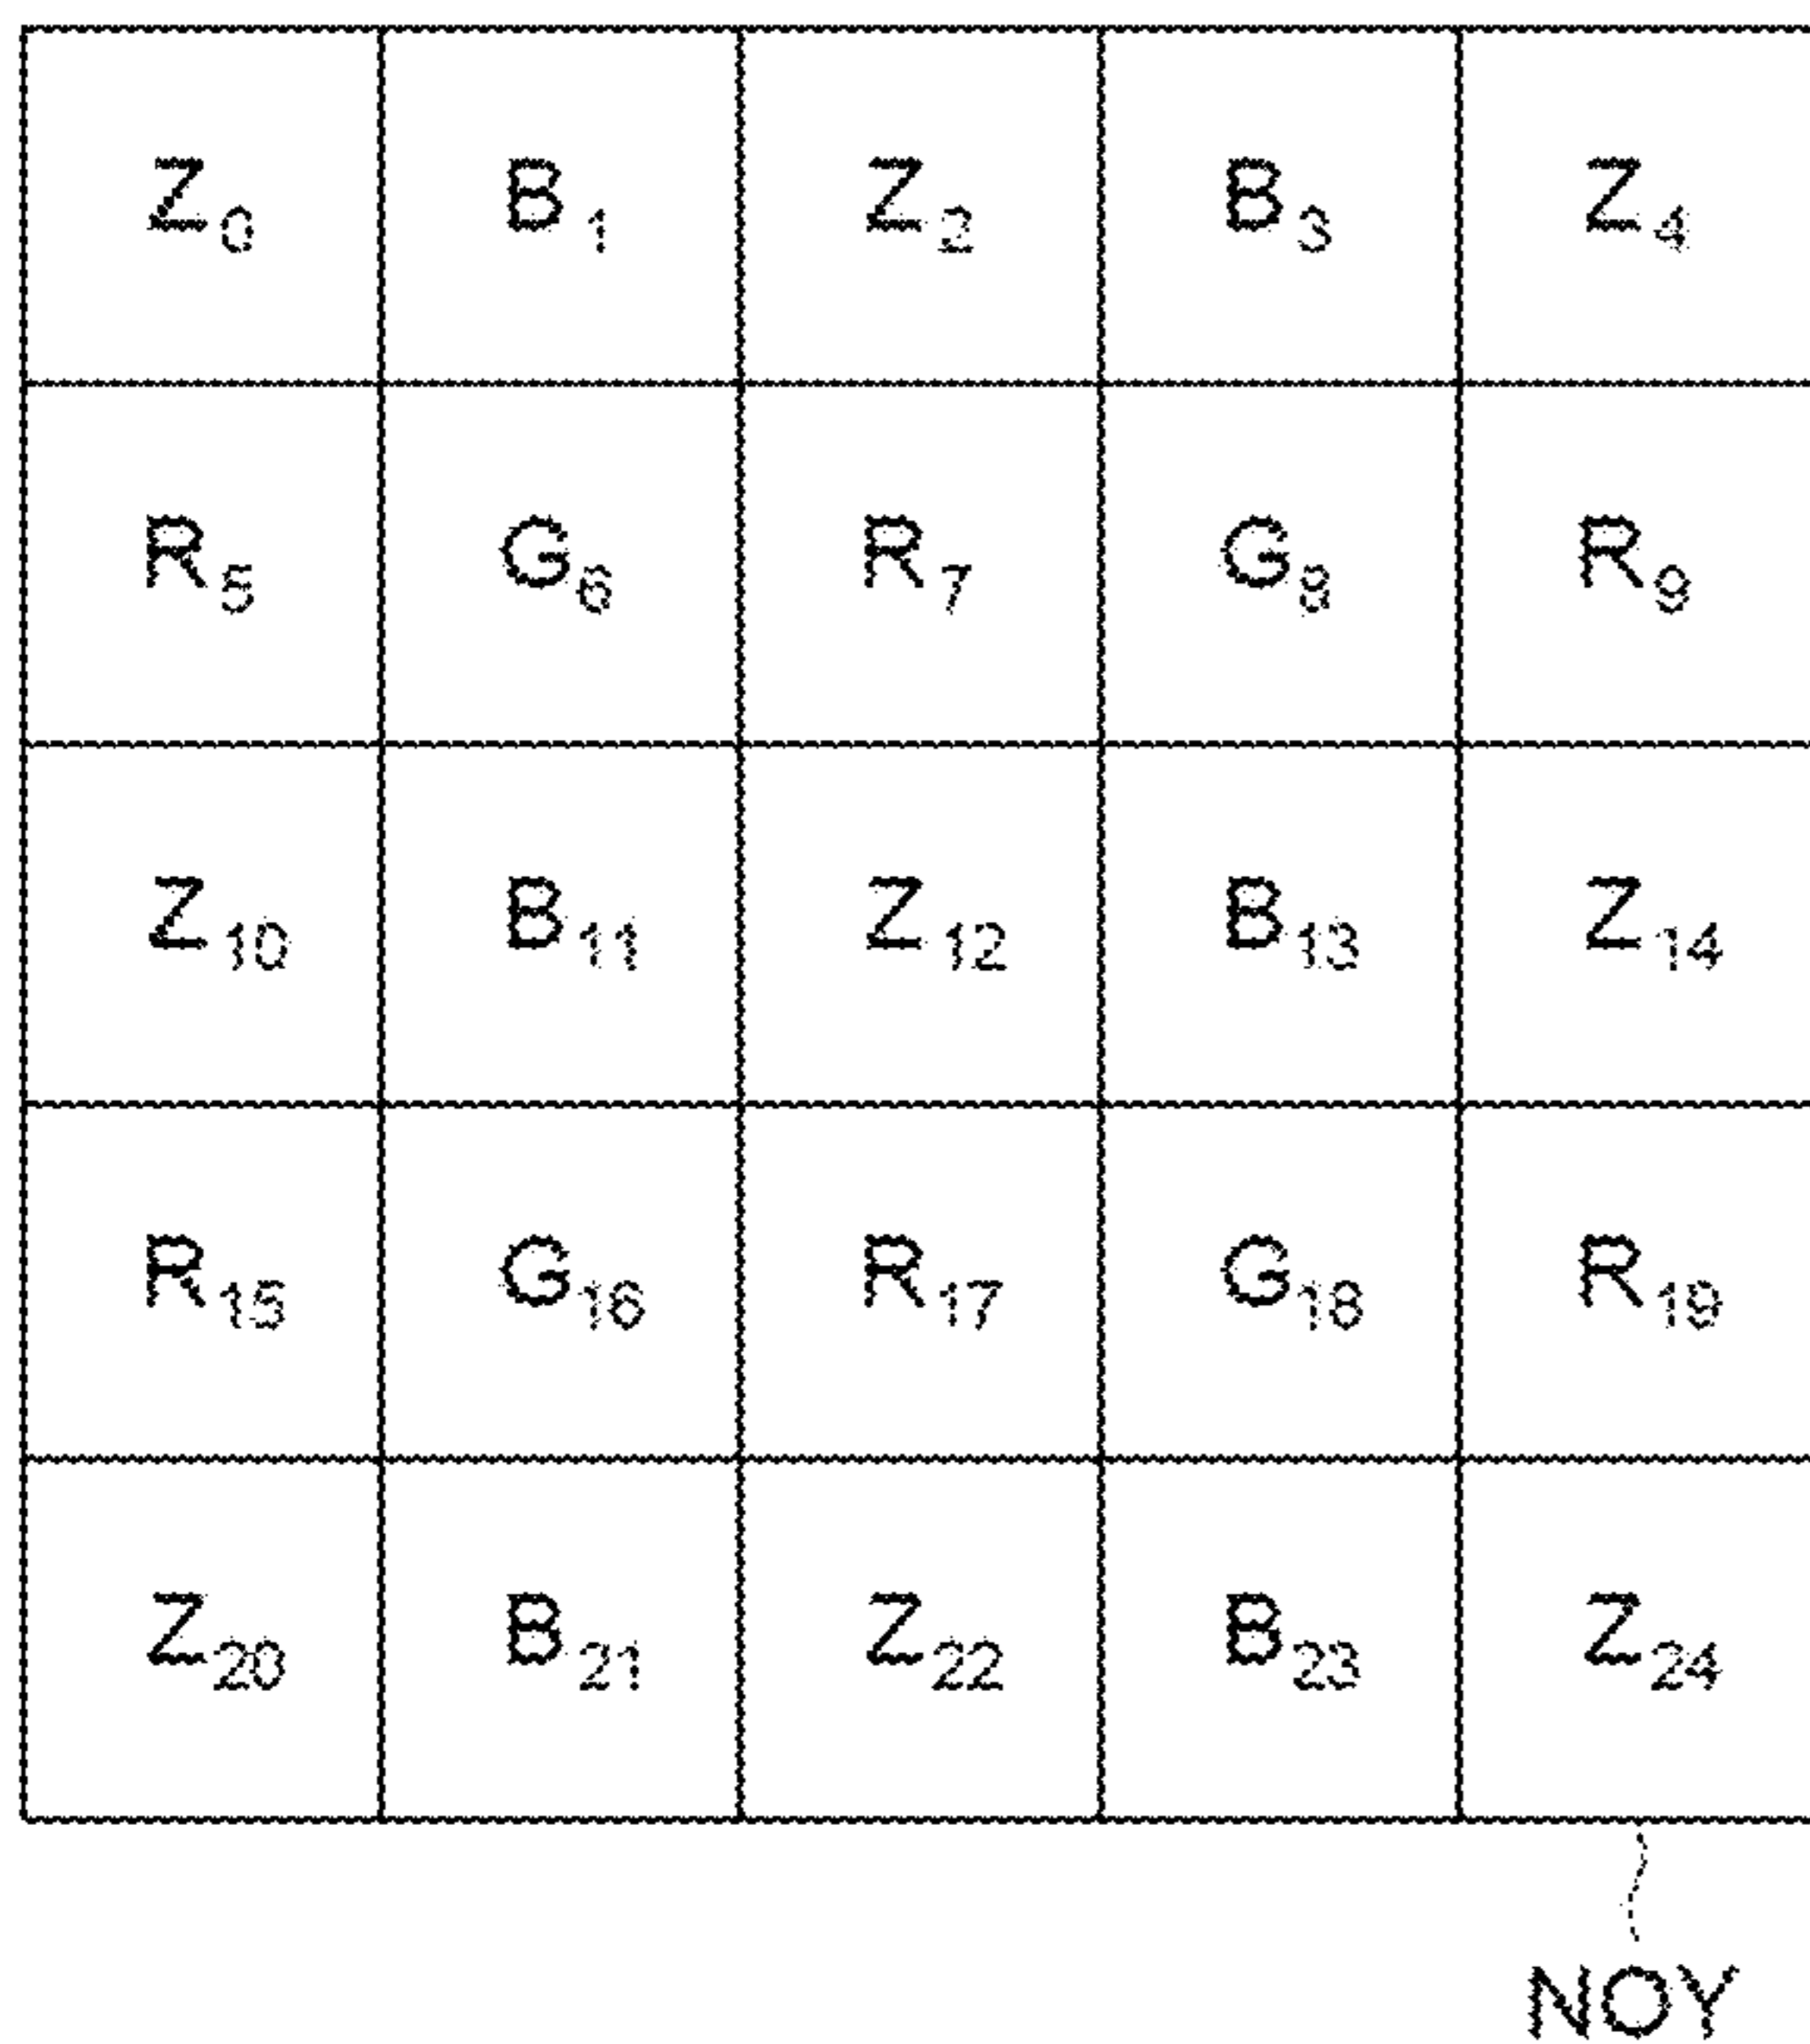 Z0 B1 Z2 B3 Z4
R5 G6 R7 G8 R9
Z10 B11 Z12 B13 Z14
R15 G16 R17 G18 R19
Z20 B21 Z22 B23 Z24
NOY